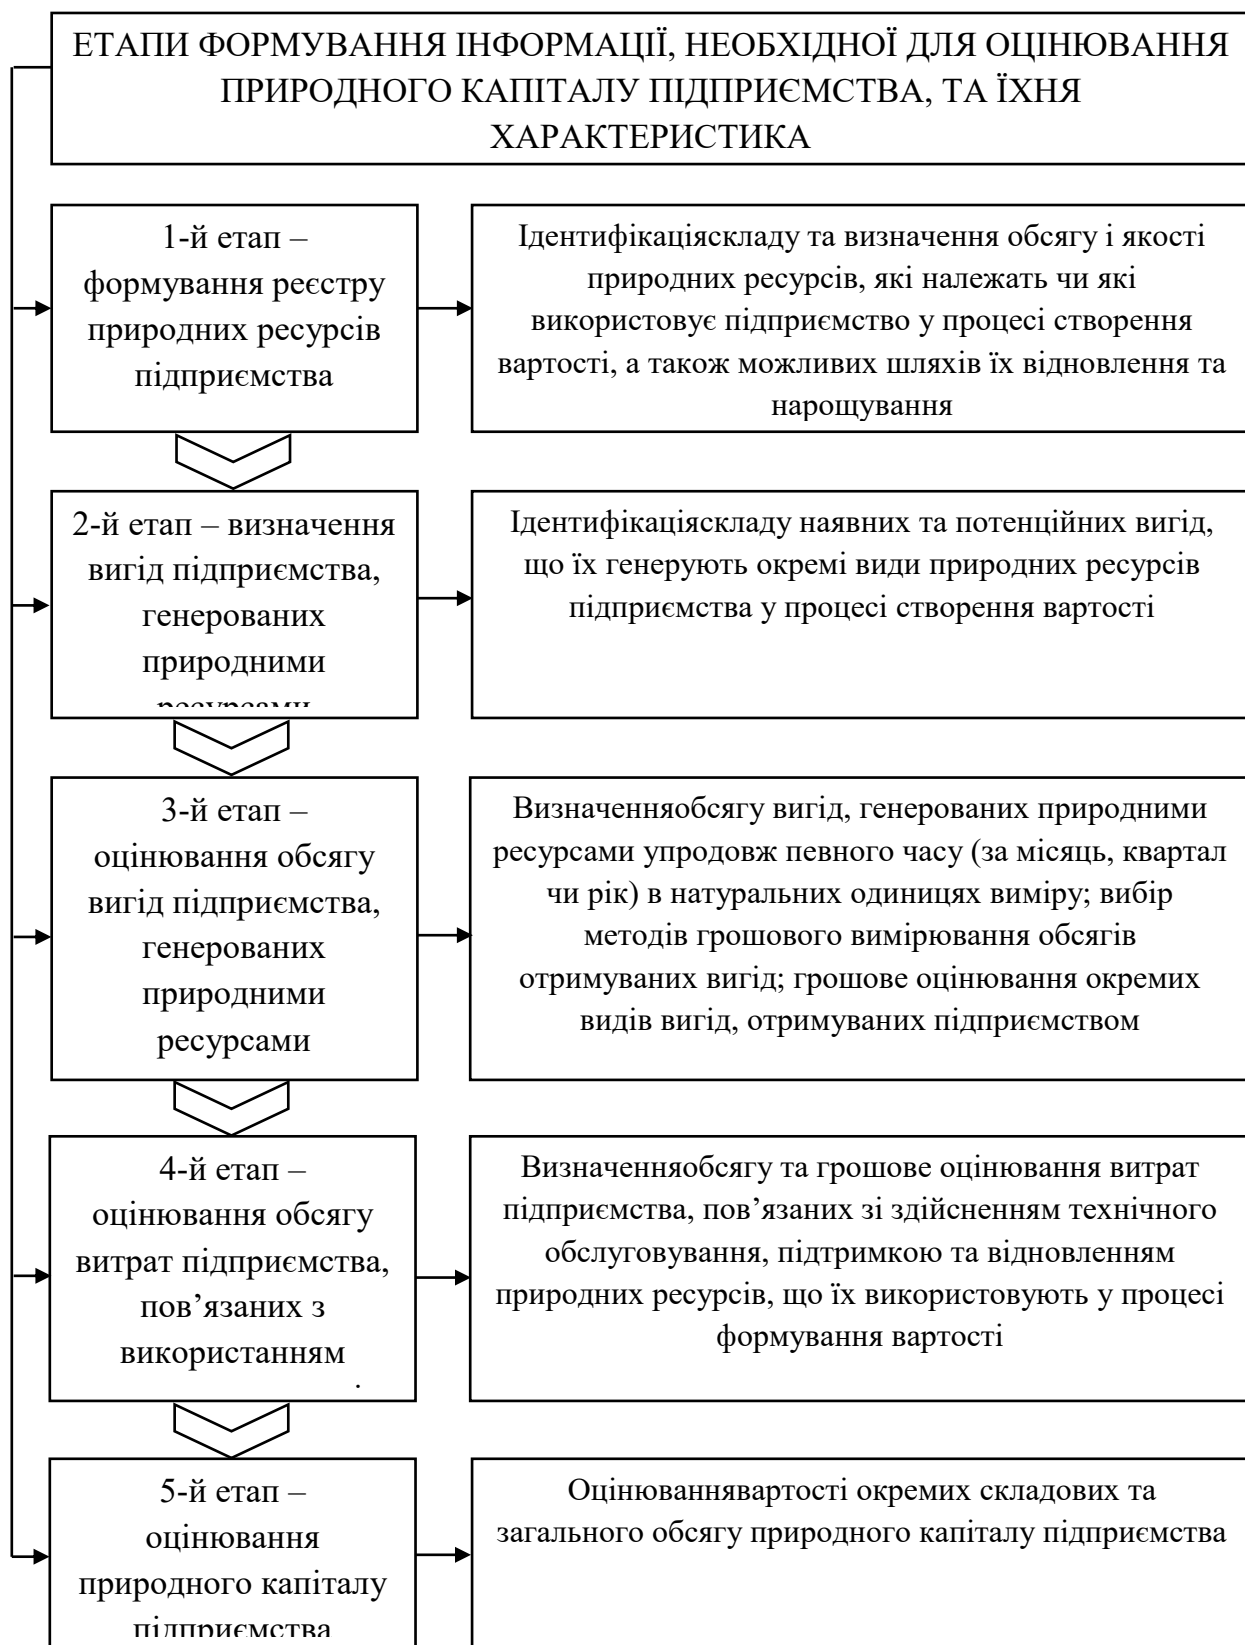 ЕТАПИ ФОРМУВАННЯ ІНФОРМАЦІЇ, НЕОБХІДНОЇ ДЛЯ ОЦІНЮВАННЯ
ПРИРОДНОГО КАПІТАЛУ ПІДПРИЄМСТВА, ТА ЇХНЯ
ХАРАКТЕРИСТИКА
1-й етап –
формування реєстру
природних ресурсів
підприємства
Ідентифікаціяскладу та визначення обсягу і якості
природних ресурсів, які належать чи які
використовує підприємство у процесі створення
вартості, а також можливих шляхів їх відновлення та
нарощування
2-й етап – визначення
вигід підприємства,
генерованих
природними
ресурсами
Ідентифікаціяскладу наявних та потенційних вигід,
що їх генерують окремі види природних ресурсів
підприємства у процесі створення вартості
3-й етап –
оцінювання обсягу
вигід підприємства,
генерованих
природними
ресурсами
Визначенняобсягу вигід, генерованих природними
ресурсами упродовж певного часу (за місяць, квартал
чи рік) в натуральних одиницях виміру; вибір
методів грошового вимірювання обсягів
отримуваних вигід; грошове оцінювання окремих
видів вигід, отримуваних підприємством
4-й етап –
оцінювання обсягу
витрат підприємства,
пов’язаних з
використанням
Визначенняобсягу та грошове оцінювання витрат
підприємства, пов’язаних зі здійсненням технічного
обслуговування, підтримкою та відновленням
природних ресурсів, що їх використовують у процесі
формування вартості
5-й етап –
оцінювання
природного капіталу
підприємства
Оцінюваннявартості окремих складових та
загального обсягу природного капіталу підприємства